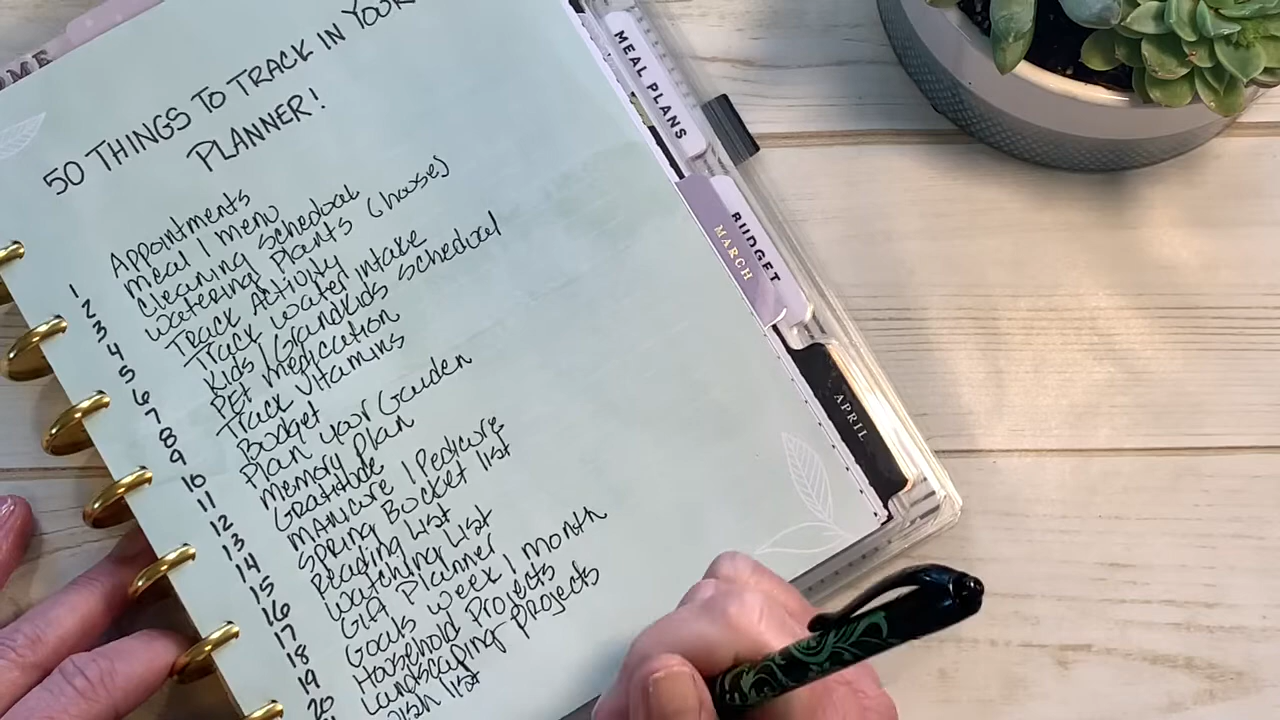 50 THINGS TO TRACK IN YOUR
PLANNER!
1 Appointments
2 Meal / menu
3 Cleaning schedual
4 Watering Plants (hoses)
5 Track Activity
6 Track water intake
7 Kids / Grandkids schedual
8 PEt medication
9 Track vitamins
10 Budget
11 Plan your Gauden
12 Memory Plan
13 Gratitude
14 MANicure / Pedicure
15 SPRING BUCKET list
16 Reading List
17 Watching List
18 Gift Planner
19 Goals week / month
20 Household Projects
Landscaping projects
list
MEAL PLANS
BUDGET
MARCH
APRIL